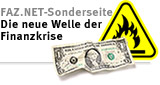 FAZ.NET-Sonderseite
Die neue Welle der
Finanzkrise